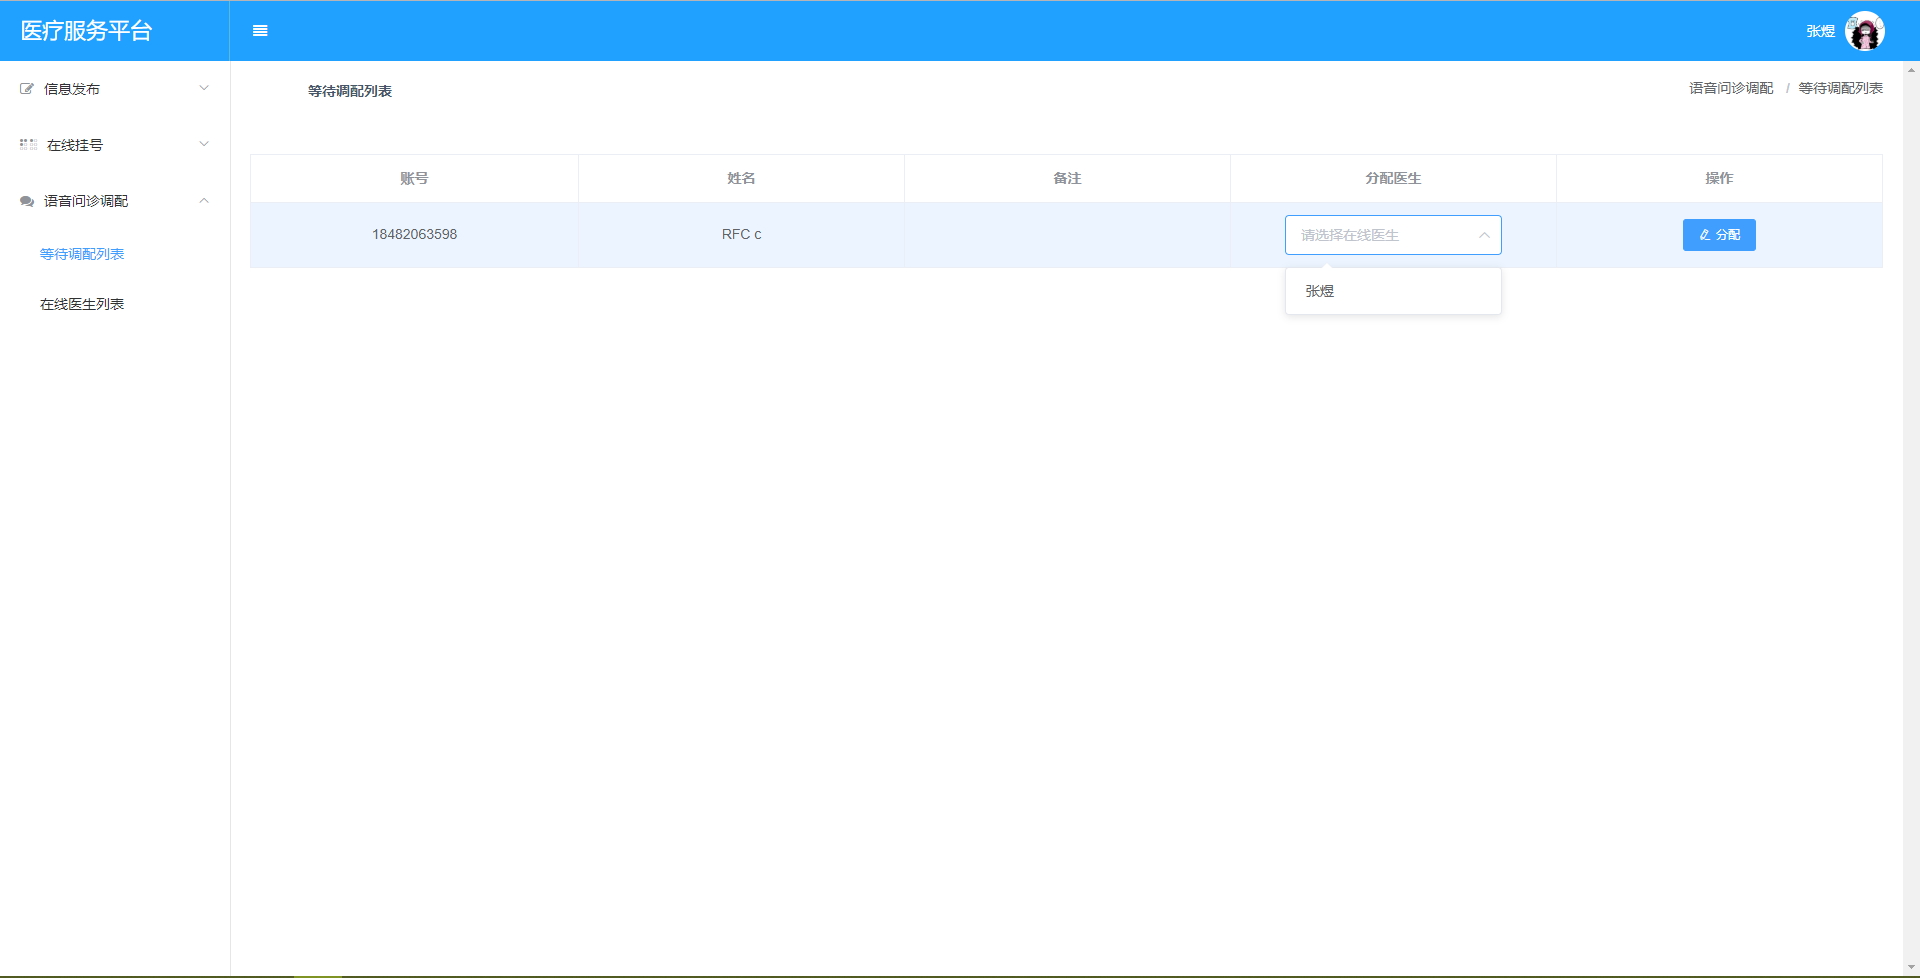 医疗服务平台
张煜
信息发布
在线挂号
语音问诊调配
等待调配列表
在线医生列表
等待调配列表
语音问诊调配 / 等待调配列表
账号 姓名 备注 分配医生 操作
18482063598 RFC c 请选择在线医生 分配
张煜